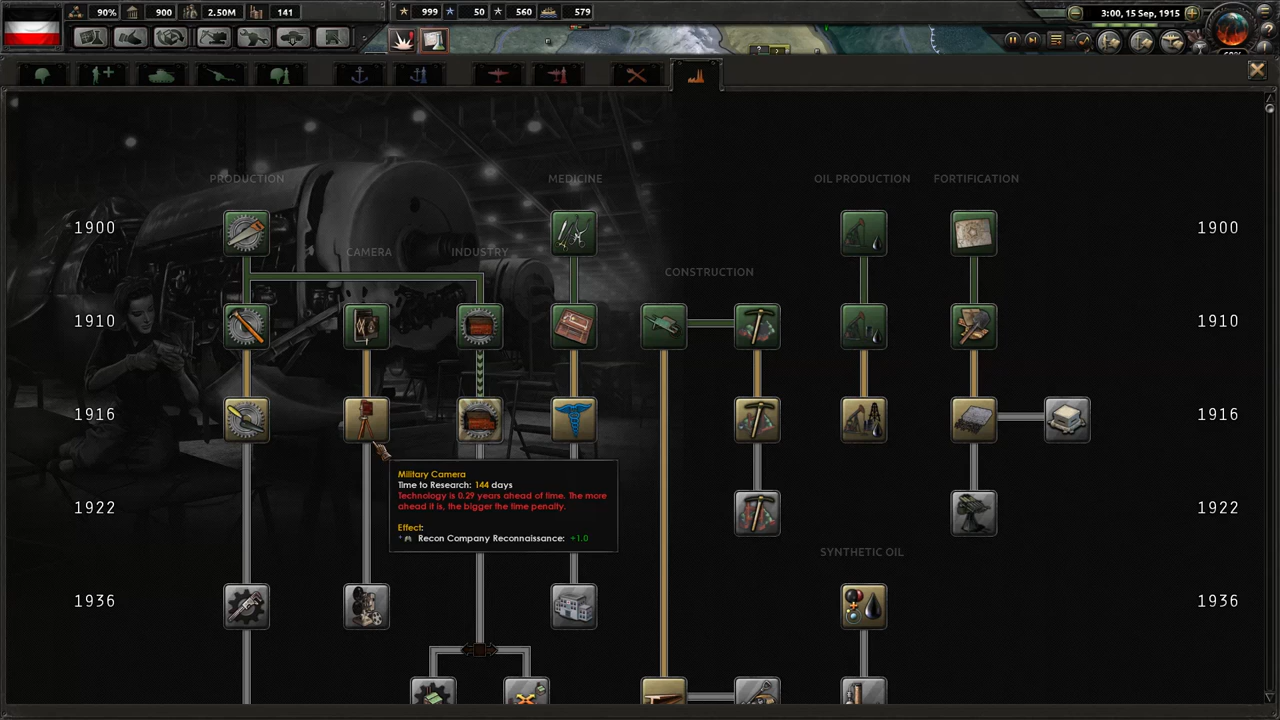 90% 900 2.50M 141 999 50 560 579 3:00, 15 Sep, 1915
PRODUCTION MEDICINE OIL PRODUCTION FORTIFICATION
1900 1900
CAMERA INDUSTRY
CONSTRUCTION
1910 1910
1916 1916
Military Camera
Time to Research: 144 days
Technology is 0.29 years ahead of time. The more
ahead it is, the bigger the time penalty.
Effect:
Recon Company Reconnaissance: +1.0
1922 1922
SYNTHETIC OIL
1936 1936